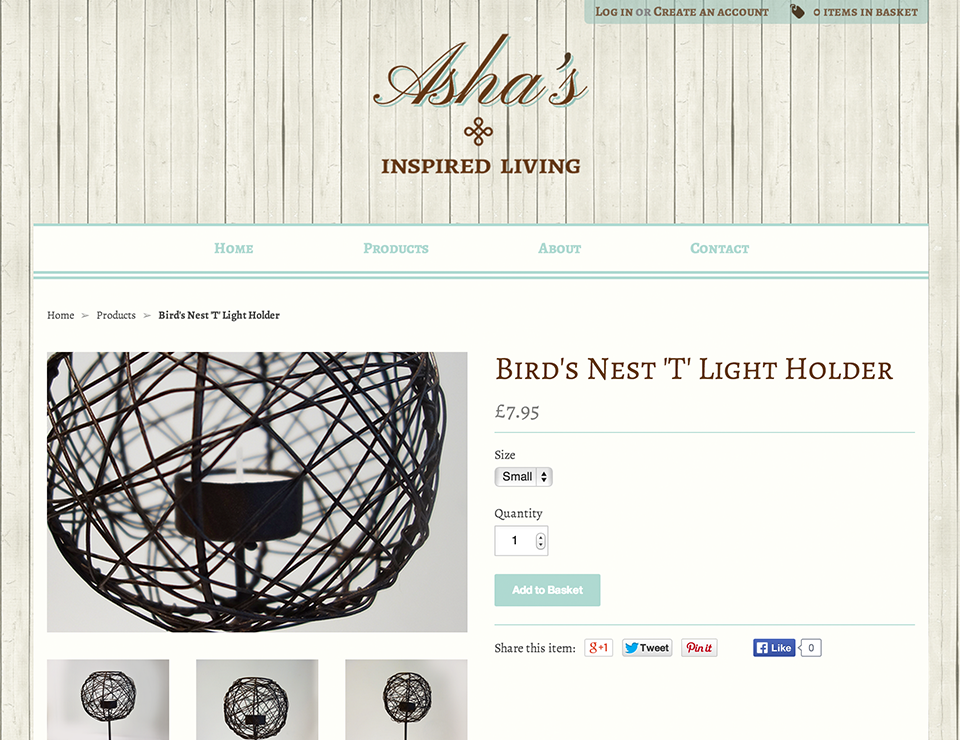 Log in or Create an account
0 items in basket
Asha's
INSPIRED LIVING
Home
Products
About
Contact
Home ➢ Products ➢ Bird's Nest 'T' Light Holder
Bird's Nest 'T' Light Holder
£7.95
Size
Small
Quantity
1
Add to Basket
Share this item:
g+1
Tweet
Pin it
f Like
0